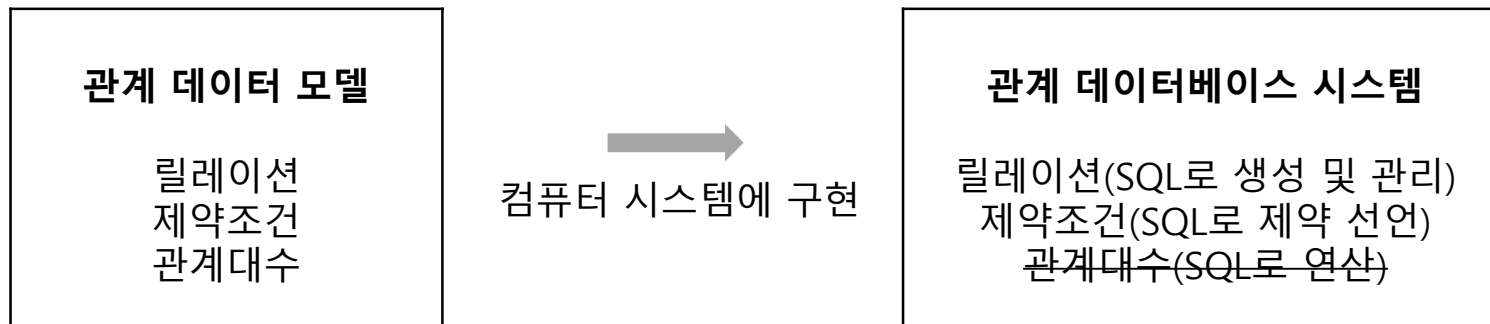 관계 데이터 모델
릴레이션
제약조건
관계대수
컴퓨터 시스템에 구현
관계 데이터베이스 시스템
릴레이션(SQL로 생성 및 관리)
제약조건(SQL로 제약 선언)
관계대수(SQL로 연산)